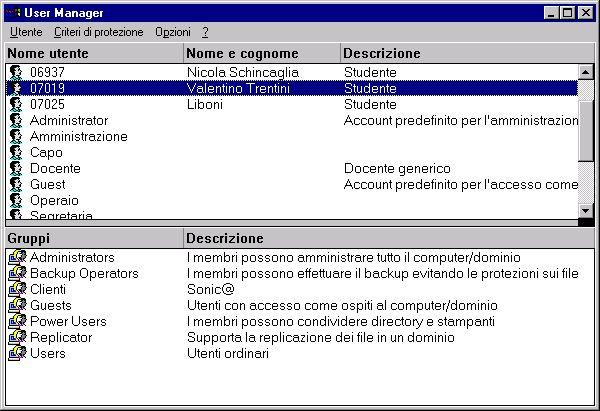 User Manager
Utente Criteri di protezione Opzioni ?
Nome utente Nome e cognome Descrizione
06937 Nicola Schincaglia Studente
07019 Valentino Trentini Studente
07025 Liboni Studente
Administrator Account predefinito per l'amministrazion
Amministrazione
Capo
Docente Docente generico
Guest Account predefinito per l'accesso come
Operaio
Segretaria
Gruppi Descrizione
Administrators I membri possono amministrare tutto il computer/dominio
Backup Operators I membri possono effettuare il backup evitando le protezioni sui file
Clienti Sonic@
Guests Utenti con accesso come ospiti al computer/dominio
Power Users I membri possono condividere directory e stampanti
Replicator Supporta la replicazione dei file in un dominio
Users Utenti ordinari